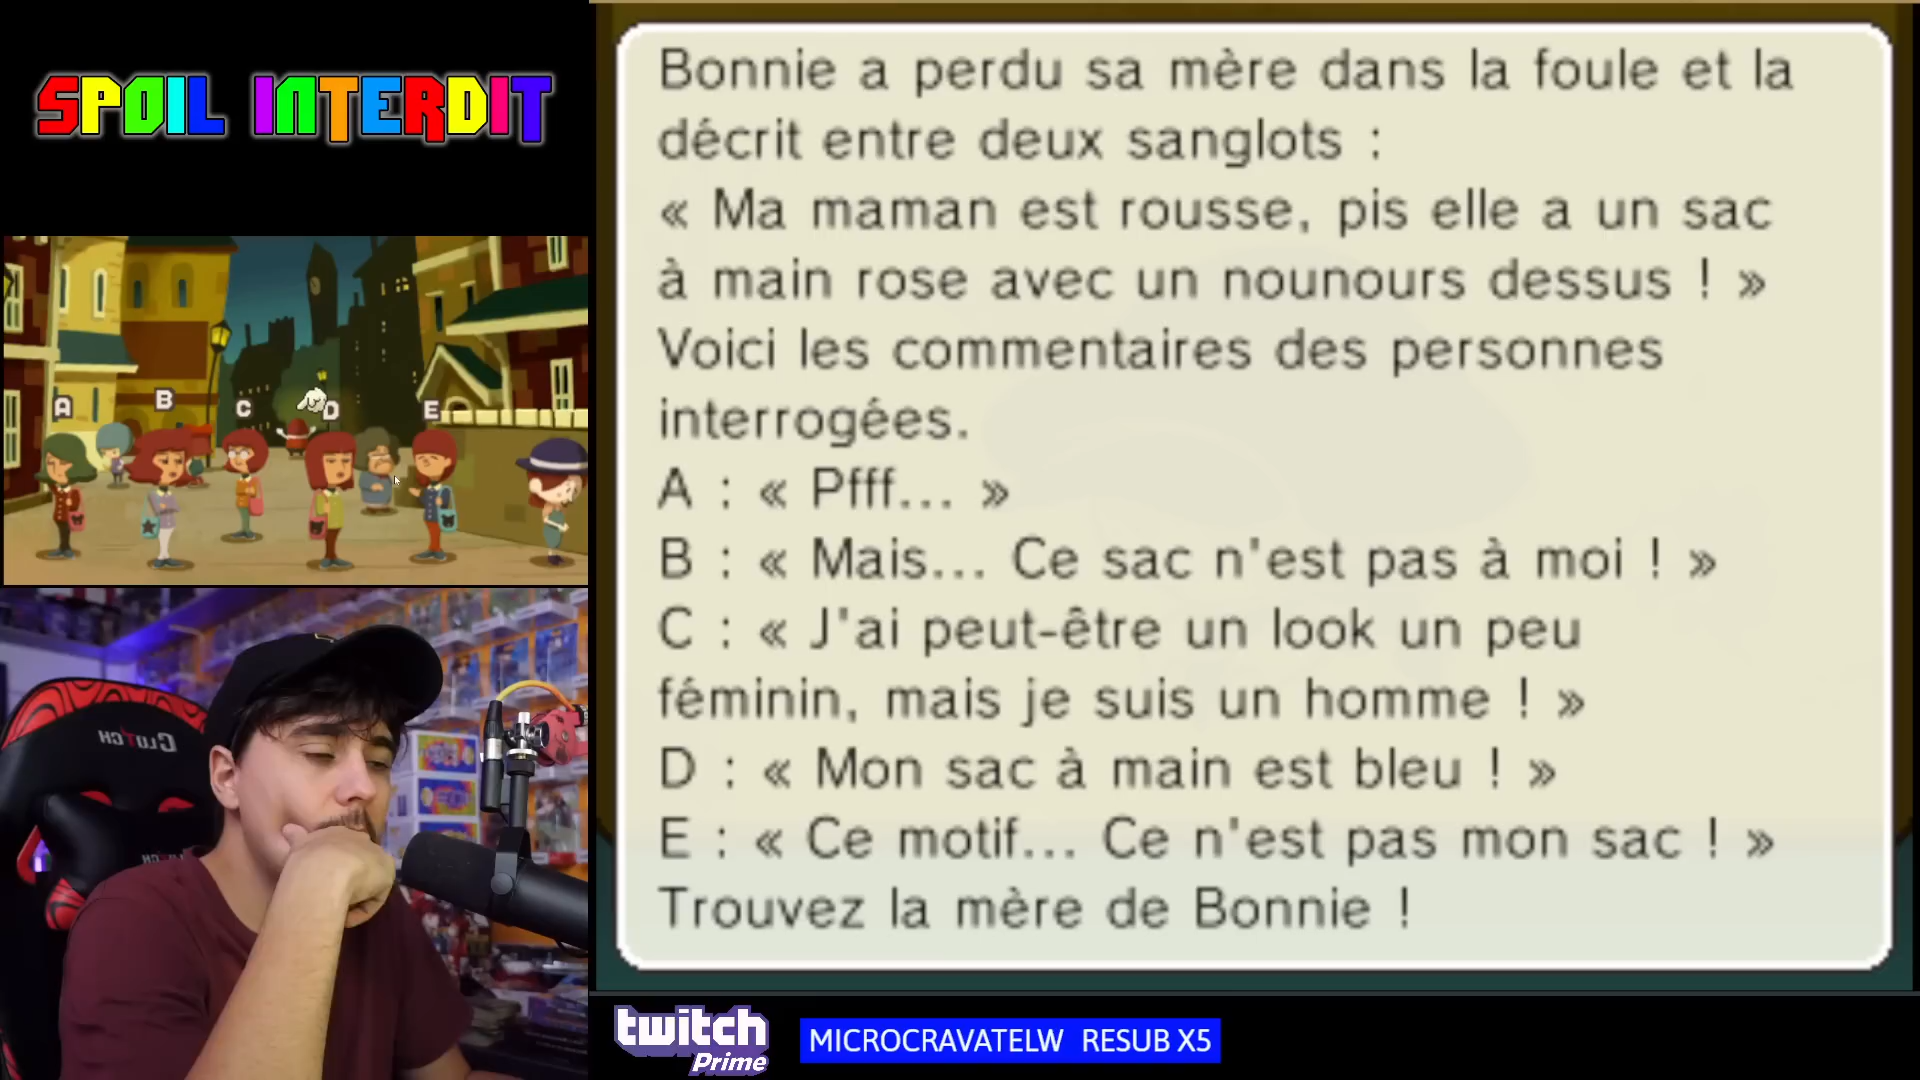 SPOIL INTERDIT
A
B
C
D
E
Bonnie a perdu sa mère dans la foule et la
décrit entre deux sanglots :
« Ma maman est rousse, pis elle a un sac
à main rose avec un nounours dessus ! »
Voici les commentaires des personnes
interrogées.
A : « Pfff... »
B : « Mais... Ce sac n'est pas à moi ! »
C : « J'ai peut-être un look un peu
féminin, mais je suis un homme ! »
D : « Mon sac à main est bleu ! »
E : « Ce motif... Ce n'est pas mon sac ! »
Trouvez la mère de Bonnie !
CLUTCH
twitch
Prime
MICROCRAVATELW RESUB X5